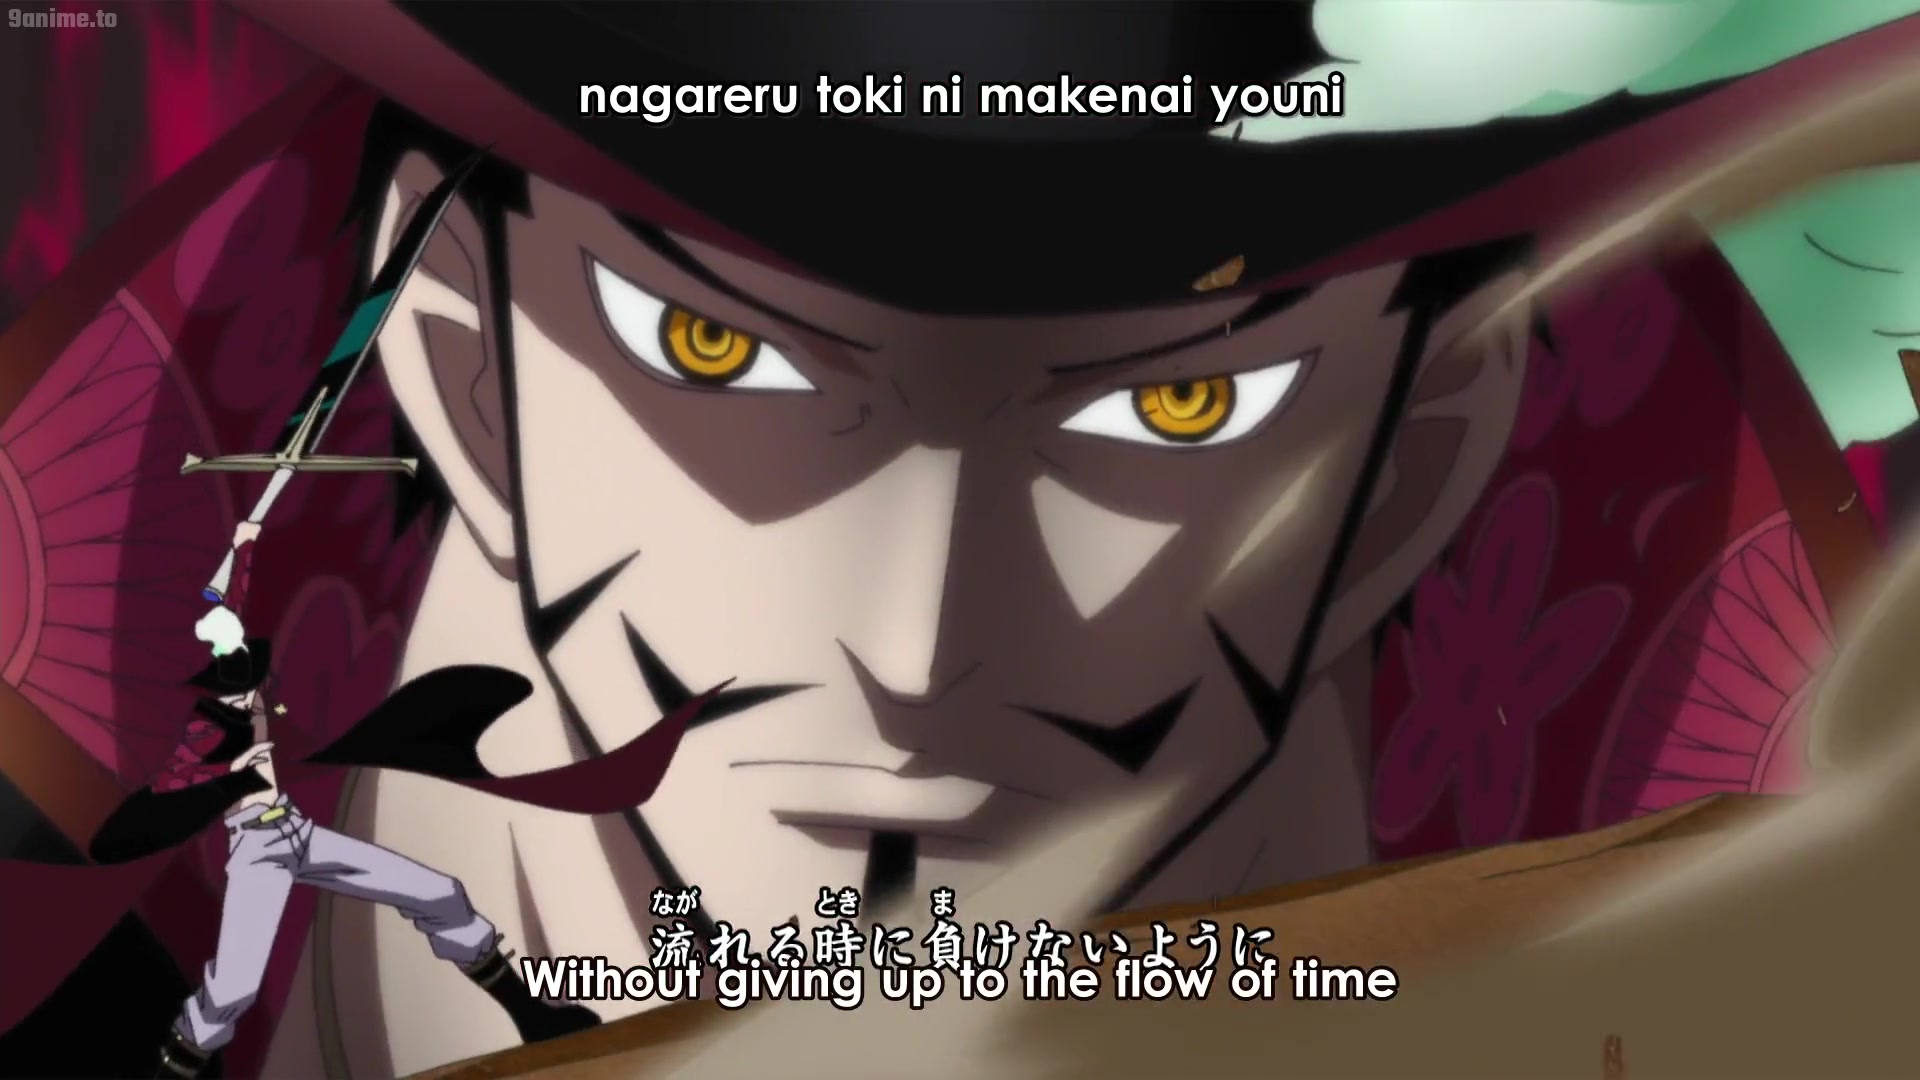 9anime.to
nagareru toki ni makenai youni
なが とき ま
流れる時に負けないように
Without giving up to the flow of time